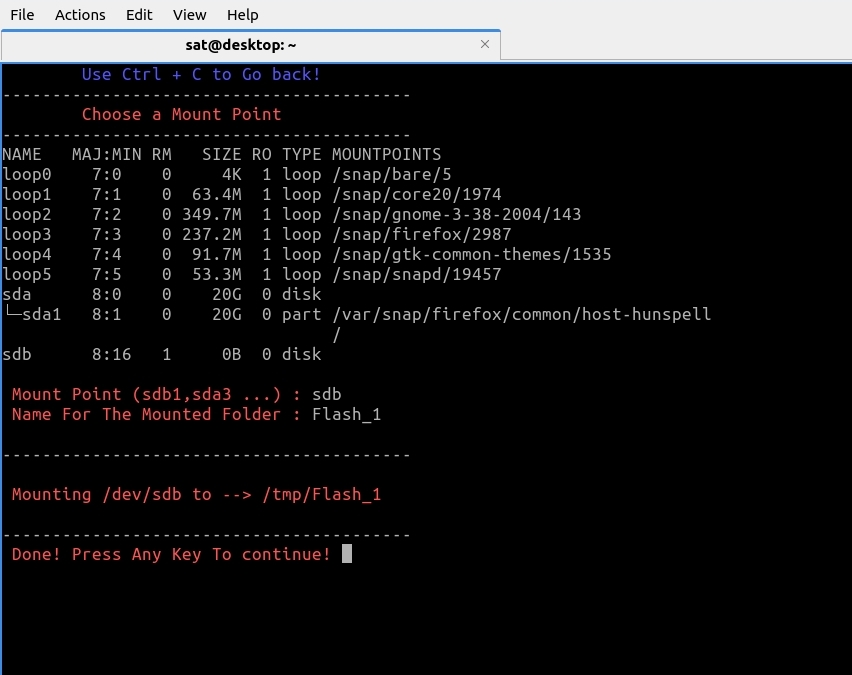 File Actions Edit View Help
sat@desktop: ~ ×
Use Ctrl + C to Go back!
-----------------------------------------
Choose a Mount Point
-----------------------------------------
NAME   MAJ:MIN RM   SIZE RO TYPE MOUNTPOINTS
loop0    7:0    0     4K  1 loop /snap/bare/5
loop1    7:1    0  63.4M  1 loop /snap/core20/1974
loop2    7:2    0 349.7M  1 loop /snap/gnome-3-38-2004/143
loop3    7:3    0 237.2M  1 loop /snap/firefox/2987
loop4    7:4    0  91.7M  1 loop /snap/gtk-common-themes/1535
loop5    7:5    0  53.3M  1 loop /snap/snapd/19457
sda      8:0    0    20G  0 disk
└─sda1   8:1    0    20G  0 part /var/snap/firefox/common/host-hunspell
                                 /
sdb      8:16   1     0B  0 disk
Mount Point (sdb1,sda3 ...) : sdb
Name For The Mounted Folder : Flash_1
-----------------------------------------
Mounting /dev/sdb to --> /tmp/Flash_1
-----------------------------------------
Done! Press Any Key To continue!